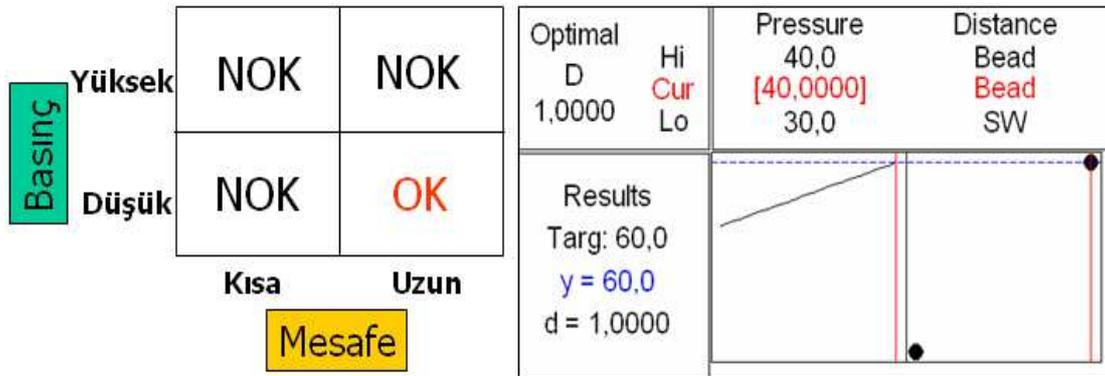 Basınç
Yüksek
NOK
NOK
Düşük
NOK
OK
Kısa
Uzun
Mesafe
Optimal
D
1,0000
Hi
Cur
Lo
Pressure
Distance
40,0
Bead
[40,0000]
Bead
30,0
SW
Results
Targ: 60,0
y = 60,0
d = 1,0000